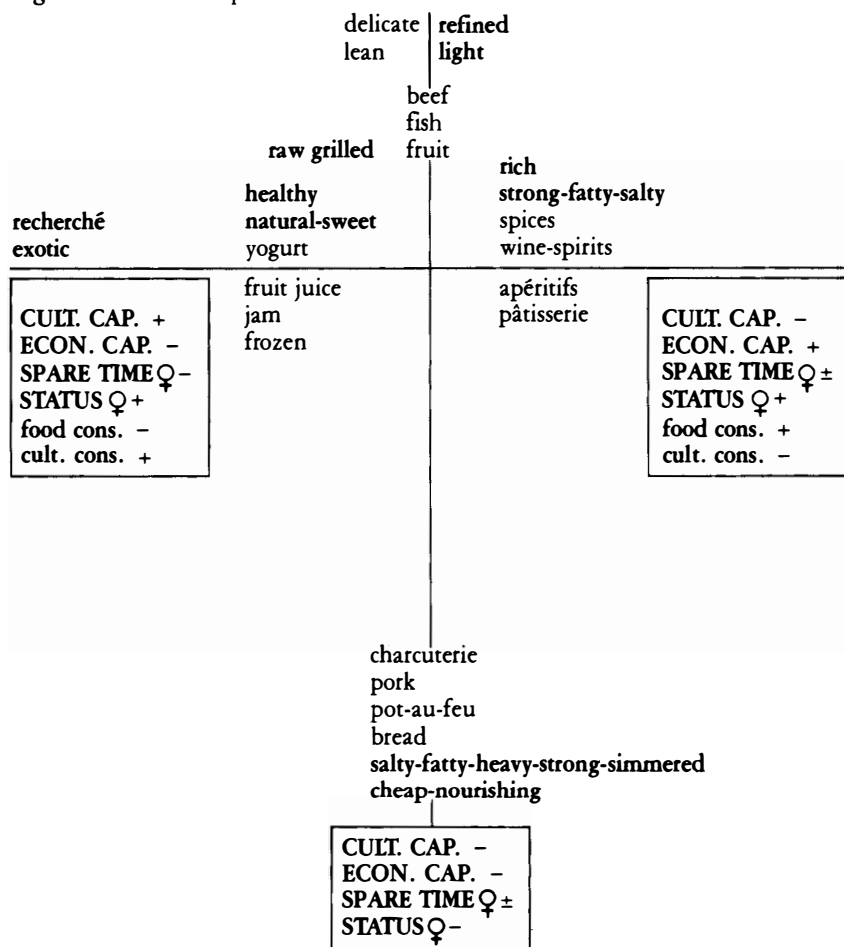 delicate refined
lean light
beef
fish
raw grilled fruit
rich
healthy strong-fatty-salty
recherché natural-sweet spices
exotic yogurt wine-spirits
fruit juice apéritifs
jam pâtisserie
frozen
CULT. CAP. +
ECON. CAP. –
SPARE TIME ♀ –
STATUS ♀ +
food cons. –
cult. cons. +
CULT. CAP. –
ECON. CAP. +
SPARE TIME ♀ ±
STATUS ♀ +
food cons. +
cult. cons. –
charcuterie
pork
pot-au-feu
bread
salty-fatty-heavy-strong-simmered
cheap-nourishing
CULT. CAP. –
ECON. CAP. –
SPARE TIME ♀ ±
STATUS ♀ –